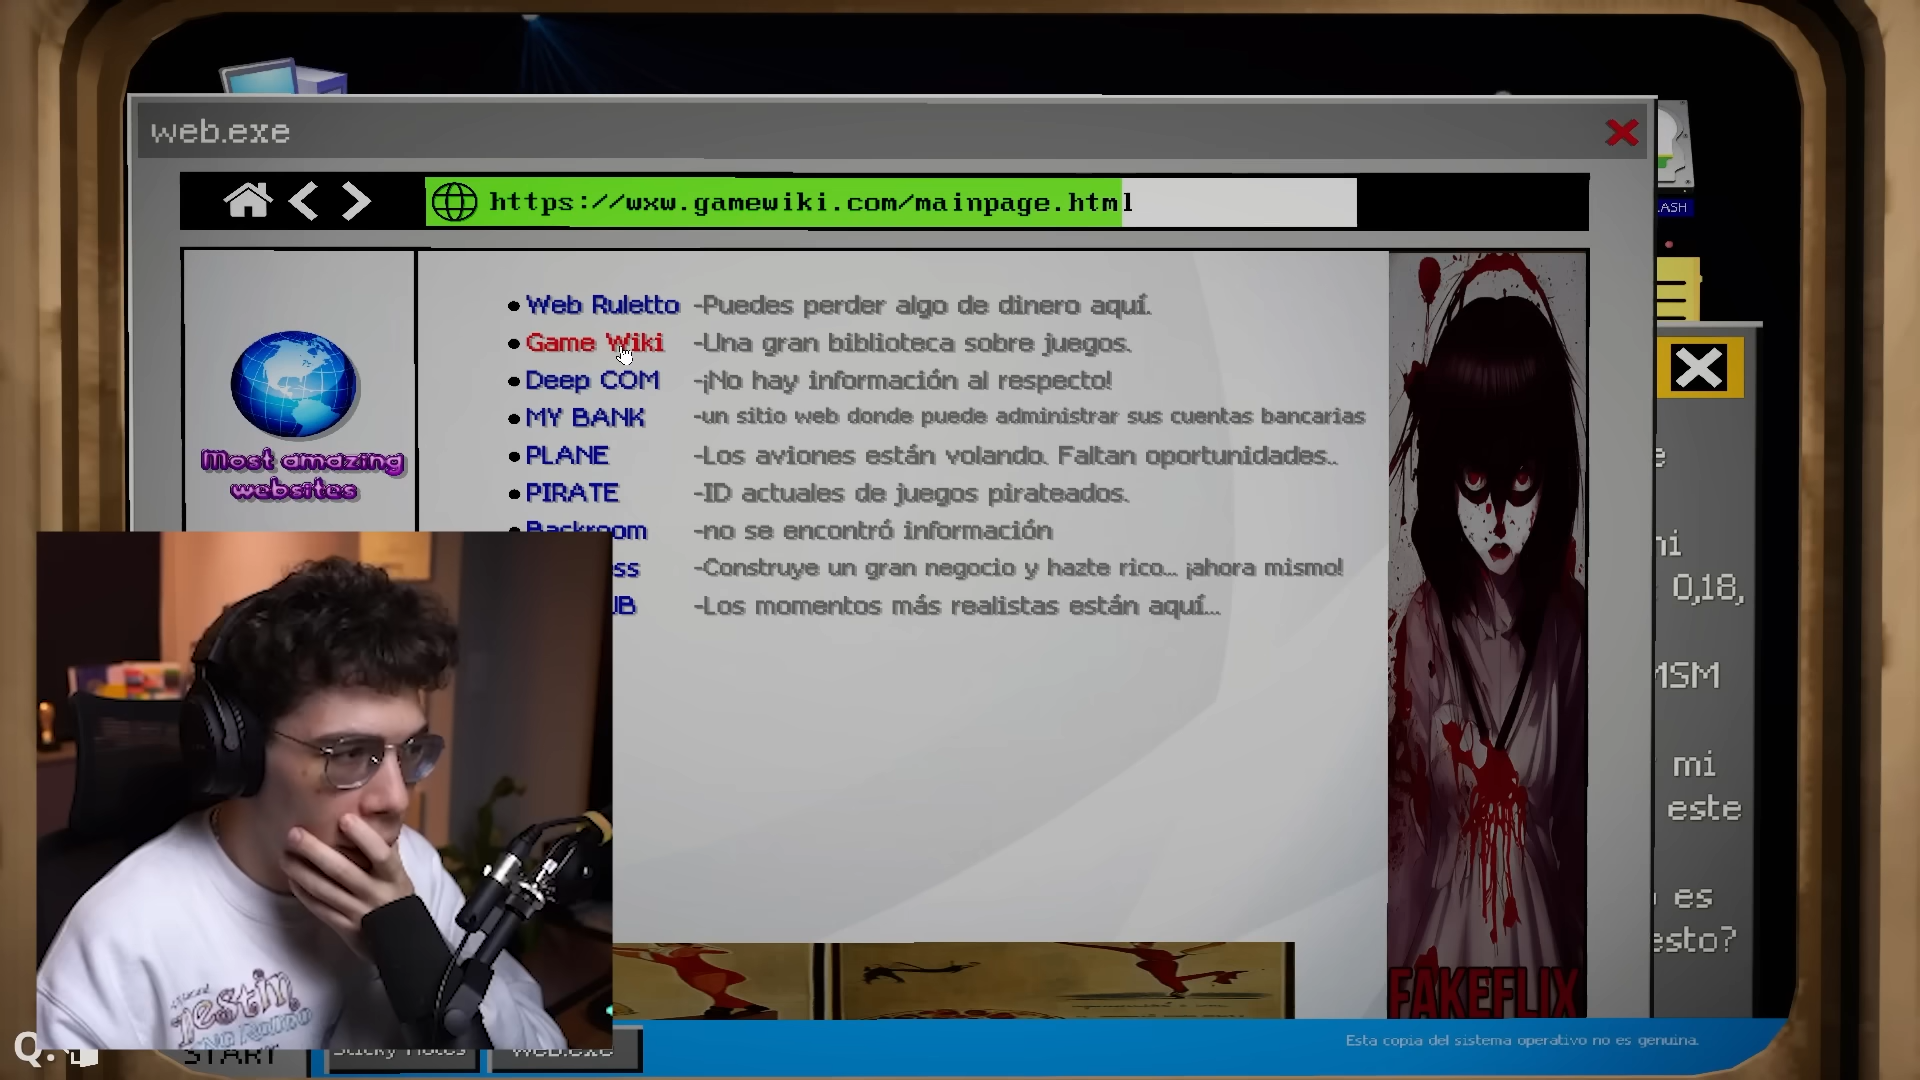 web.exe
https://wxw.gamewiki.com/mainpage.html
ASH
Web Ruletto -Puedes perder algo de dinero aquí.
Game Wiki -Una gran biblioteca sobre juegos.
Deep COM -¡No hay información al respecto!
MY BANK -un sitio web donde puede administrar sus cuentas bancarias
PLANE -Los aviones están volando. Faltan oportunidades..
PIRATE -ID actuales de juegos pirateados.
Backroom -no se encontró información
ss -Construye un gran negocio y hazte rico... ¡ahora mismo!
UB -Los momentos más realistas están aquí...
Most amazing
websites
0,18,
MSM
mi
este
es
esto?
FAKEFLIX
Q.
START
Sticky Notes
web.exe
Esta copia del sistema operativo no es genuina.